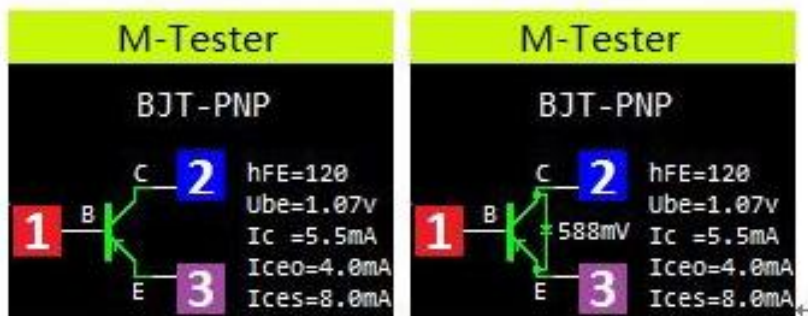 M-Tester
BJT-PNP
C
2
hFE=120
Ube=1.07v
1
B
Ic =5.5mA
Iceo=4.0mA
E
3
Ices=8.0mA
M-Tester
BJT-PNP
C
2
hFE=120
Ube=1.07v
1
B
588mV
Ic =5.5mA
Iceo=4.0mA
E
3
Ices=8.0mA